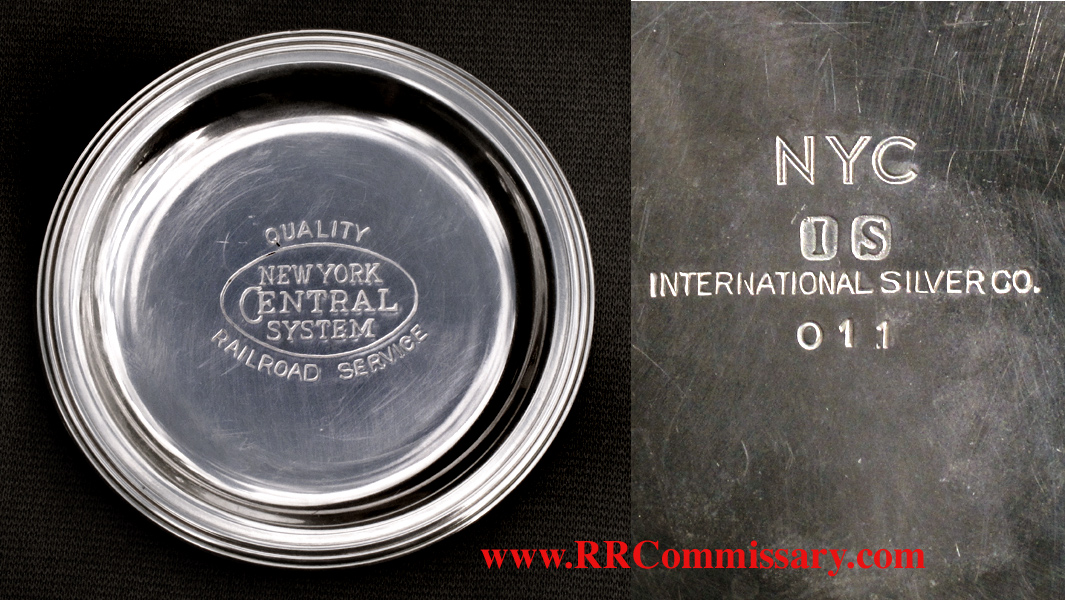 QUALITY
NEW YORK
CENTRAL
SYSTEM
RAILROAD SERVICE
NYC
I S
INTERNATIONAL SILVER CO.
011
www.RRCommissary.com